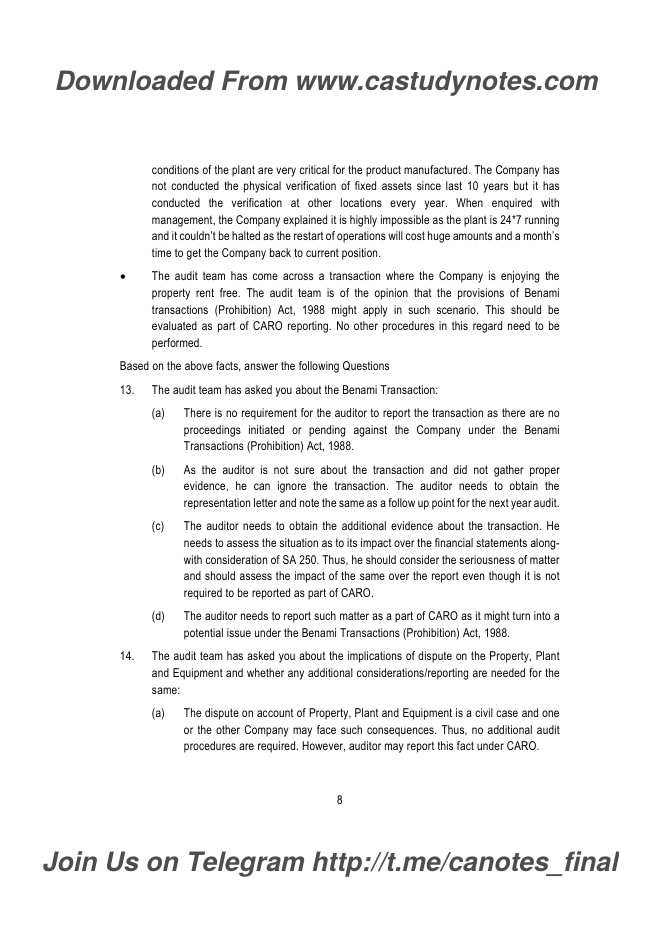 Downloaded From www.castudynotes.com
conditions of the plant are very critical for the product manufactured. The Company has
not conducted the physical verification of fixed assets since last 10 years but it has
conducted the verification at other locations every year. When enquired with
management, the Company explained it is highly impossible as the plant is 24*7 running
and it couldn't be halted as the restart of operations will cost huge amounts and a month's
time to get the Company back to current position.
• The audit team has come across a transaction where the Company is enjoying the
property rent free. The audit team is of the opinion that the provisions of Benami
transactions (Prohibition) Act, 1988 might apply in such scenario. This should be
evaluated as part of CARO reporting. No other procedures in this regard need to be
performed.
Based on the above facts, answer the following Questions
13. The audit team has asked you about the Benami Transaction:
(a) There is no requirement for the auditor to report the transaction as there are no
proceedings initiated or pending against the Company under the Benami
Transactions (Prohibition) Act, 1988.
(b) As the auditor is not sure about the transaction and did not gather proper
evidence, he can ignore the transaction. The auditor needs to obtain the
representation letter and note the same as a follow up point for the next year audit.
(c) The auditor needs to obtain the additional evidence about the transaction. He
needs to assess the situation as to its impact over the financial statements along-
with consideration of SA 250. Thus, he should consider the seriousness of matter
and should assess the impact of the same over the report even though it is not
required to be reported as part of CARO.
(d) The auditor needs to report such matter as a part of CARO as it might turn into a
potential issue under the Benami Transactions (Prohibition) Act, 1988.
14. The audit team has asked you about the implications of dispute on the Property, Plant
and Equipment and whether any additional considerations/reporting are needed for the
same:
(a) The dispute on account of Property, Plant and Equipment is a civil case and one
or the other Company may face such consequences. Thus, no additional audit
procedures are required. However, auditor may report this fact under CARO.
8
Join Us on Telegram http://t.me/canotes_final